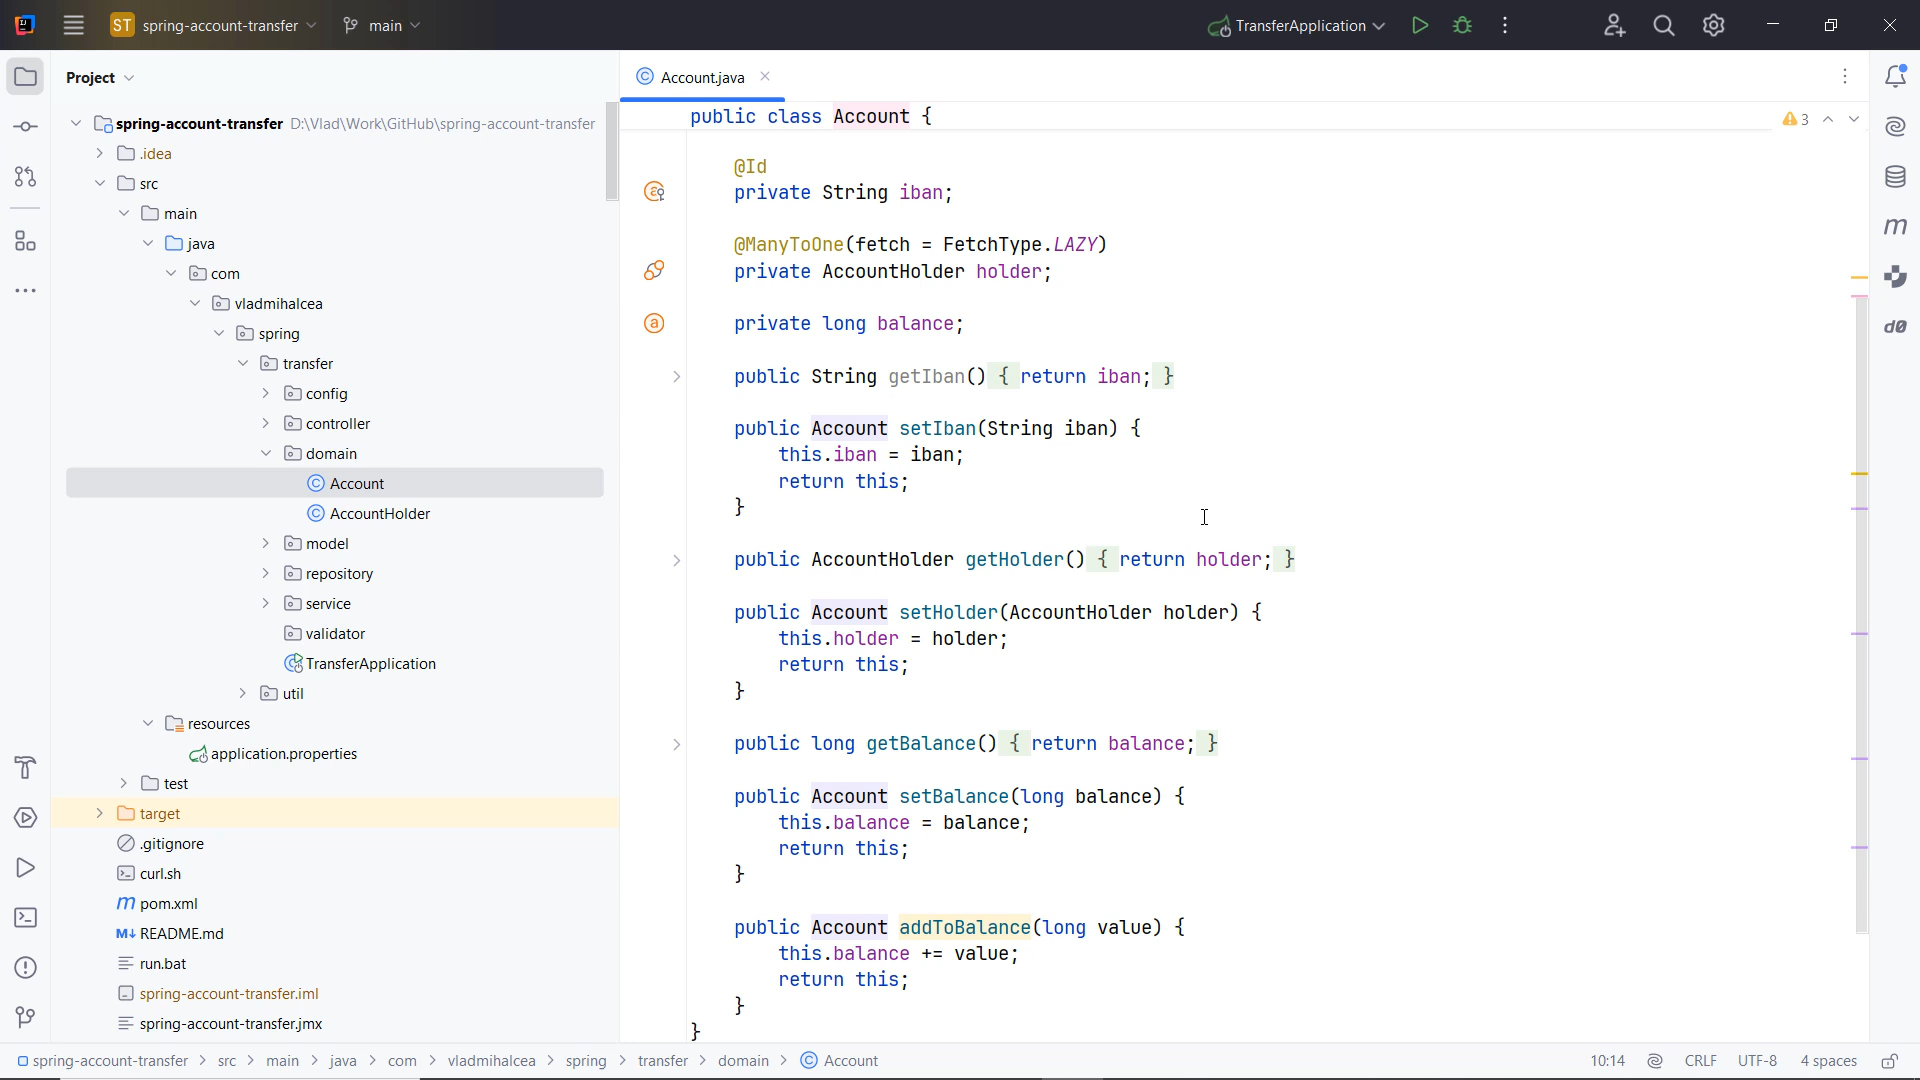 ST spring-account-transfer main TransferApplication
Project
Account.java
spring-account-transfer D:\Vlad\Work\GitHub\spring-account-transfer
.idea
src
main
java
com
vladmihalcea
spring
transfer
config
controller
domain
Account
AccountHolder
model
repository
service
validator
TransferApplication
util
resources
application.properties
test
target
.gitignore
curl.sh
pom.xml
README.md
run.bat
spring-account-transfer.iml
spring-account-transfer.jmx
public class Account {
3
@Id
private String iban;
@ManyToOne(fetch = FetchType.LAZY)
private AccountHolder holder;
private long balance;
public String getIban() { return iban; }
public Account setIban(String iban) {
this.iban = iban;
return this;
}
public AccountHolder getHolder() { return holder; }
public Account setHolder(AccountHolder holder) {
this.holder = holder;
return this;
}
public long getBalance() { return balance; }
public Account setBalance(long balance) {
this.balance = balance;
return this;
}
public Account addToBalance(long value) {
this.balance += value;
return this;
}
}
spring-account-transfer > src > main > java > com > vladmihalcea > spring > transfer > domain > Account
10:14 CRLF UTF-8 4 spaces